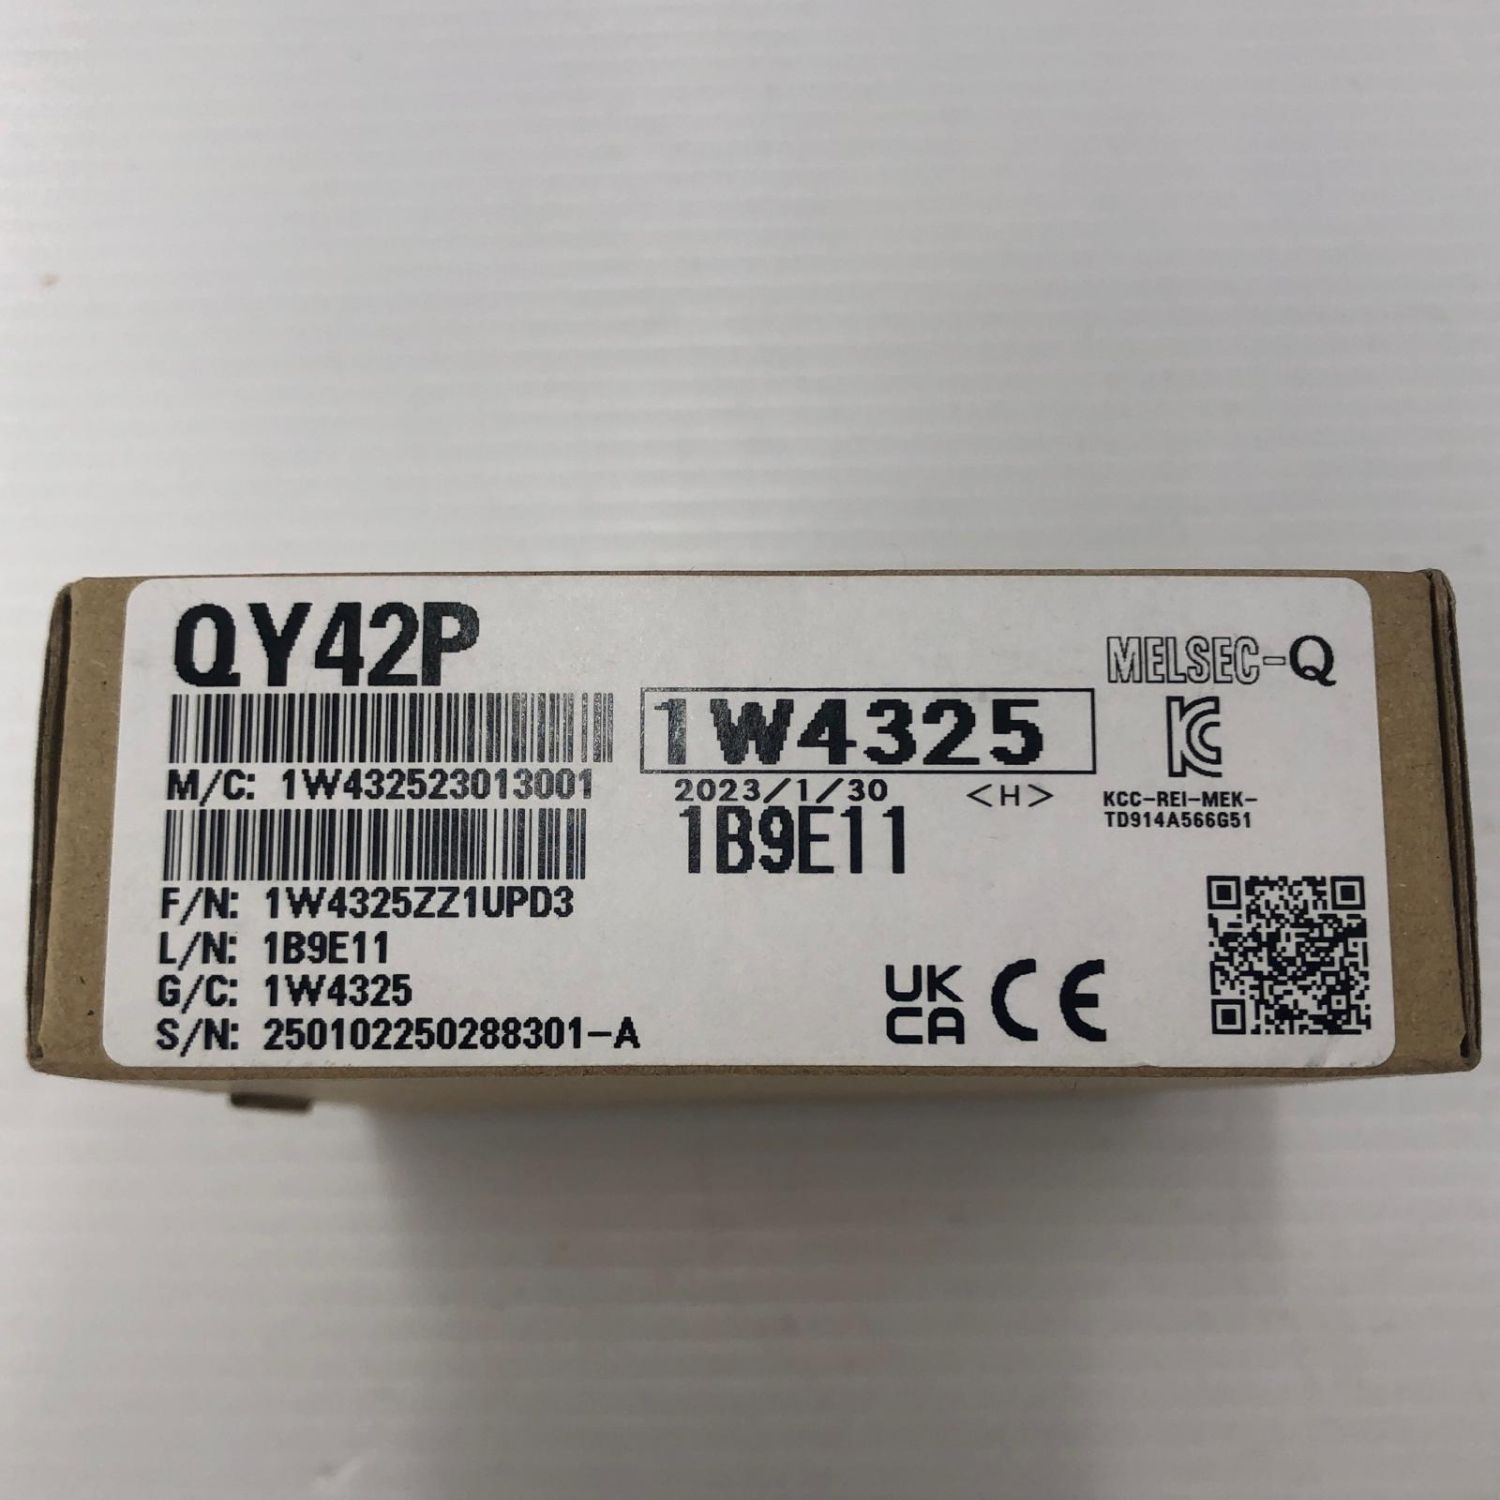 QY42P
MELSEC-Q
1W4325
M/C: 1W432523013001
2023/1/30 <H>
KCC-REI-MEK-
TD914A566G51
1B9E11
F/N: 1W4325ZZ1UPD3
L/N: 1B9E11
G/C: 1W4325
S/N: 250102250288301-A
UK
CA
CE